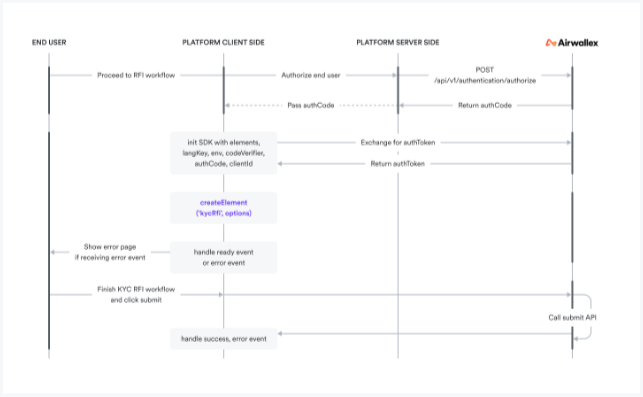 END USER
PLATFORM CLIENT SIDE
PLATFORM SERVER SIDE
Airwallex
Proceed to RFI workflow
Authorize end user
POST
/api/v1/authentication/authorize
Pass authCode
Return authCode
init SDK with elements,
langKey, env, codeVerifier,
authCode, clientId
Exchange for authToken
Return authToken
createElement
('kycRfi', options)
Show error page
if receiving error event
handle ready event
or error event
Finish KYC RFI workflow
and click submit
Call submit API
handle success, error event